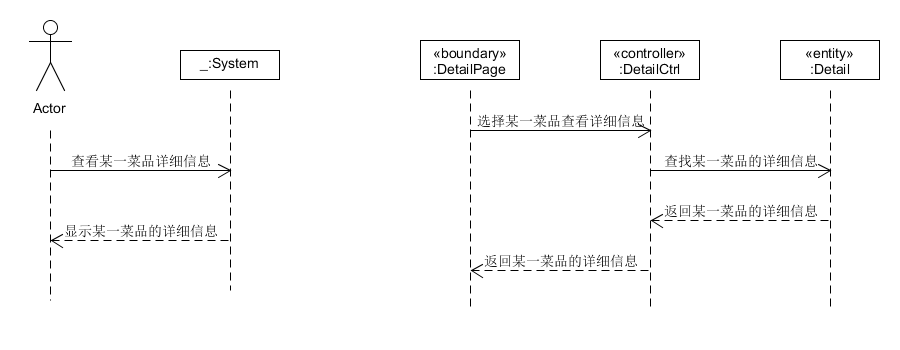 Actor
_:System
查看某一菜品详细信息
显示某一菜品的详细信息
«boundary»
:DetailPage
«controller»
:DetailCtrl
«entity»
:Detail
选择某一菜品查看详细信息
查找某一菜品的详细信息
返回某一菜品的详细信息
返回某一菜品的详细信息